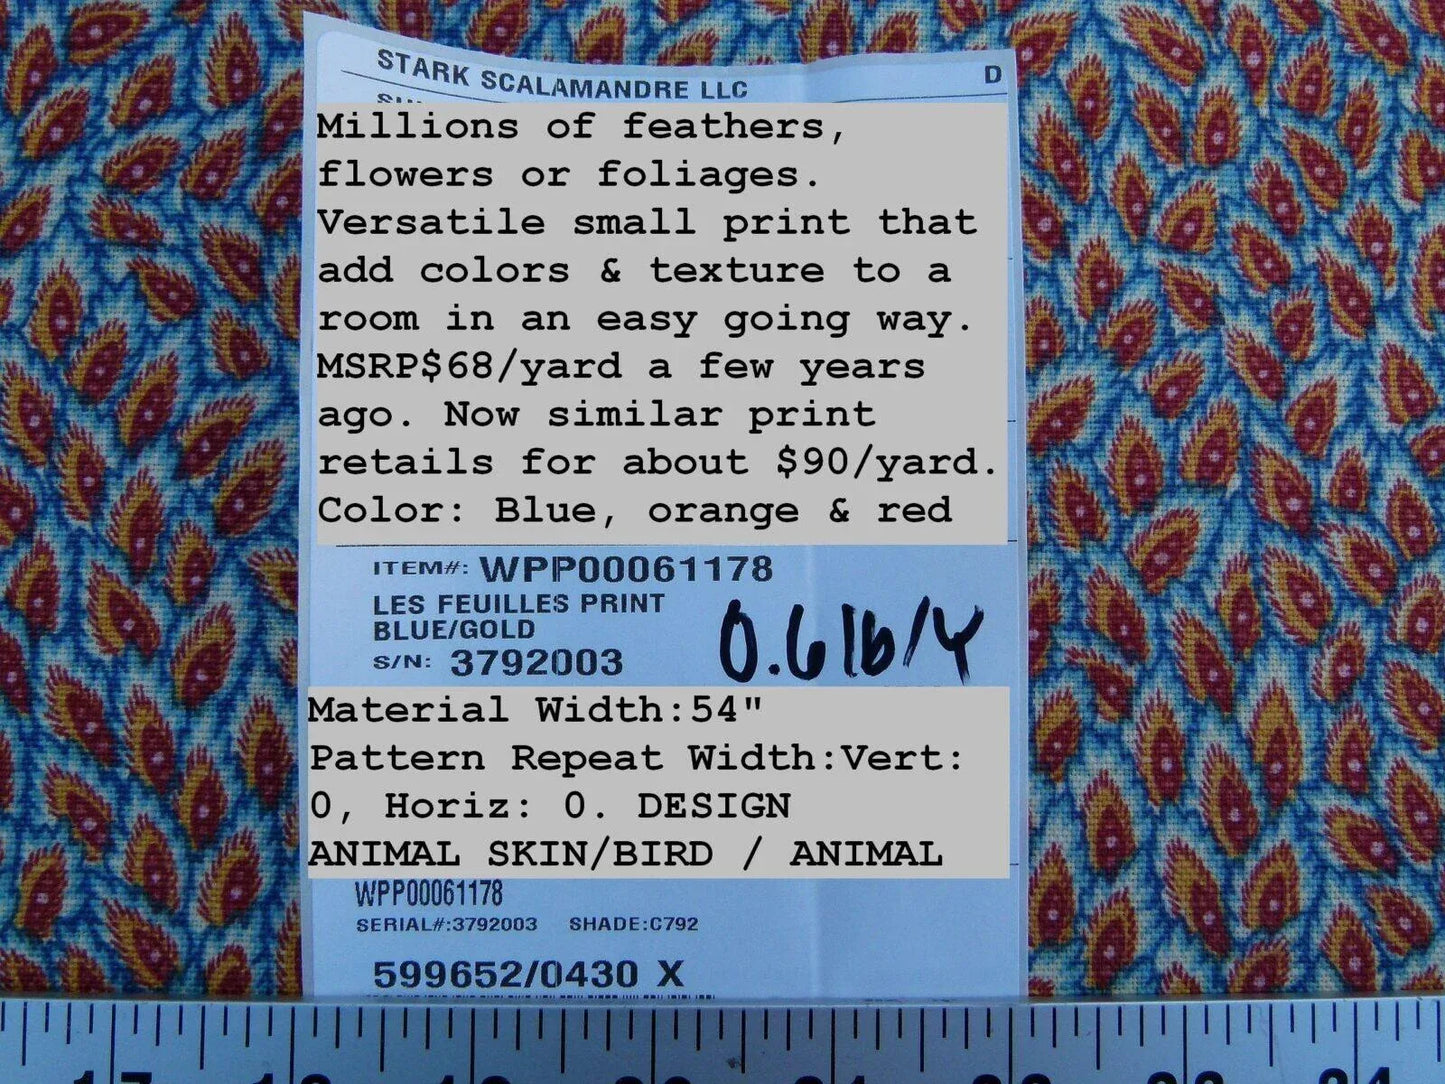 STARK SCALAMANDRE LLC D
Millions of feathers,
flowers or foliages.
Versatile small print that
add colors & texture to a
room in an easy going way.
MSRP$68/yard a few years
ago. Now similar print
retails for about $90/yard.
Color: Blue, orange & red
ITEM#: WPP00061178
LES FEUILLES PRINT
BLUE/GOLD
S/N: 3792003
0.6 lb/Y
Material Width:54"
Pattern Repeat Width:Vert:
0, Horiz: 0. DESIGN
ANIMAL SKIN/BIRD / ANIMAL
WPP00061178
SERIAL#:3792003 SHADE:C792
599652/0430 X